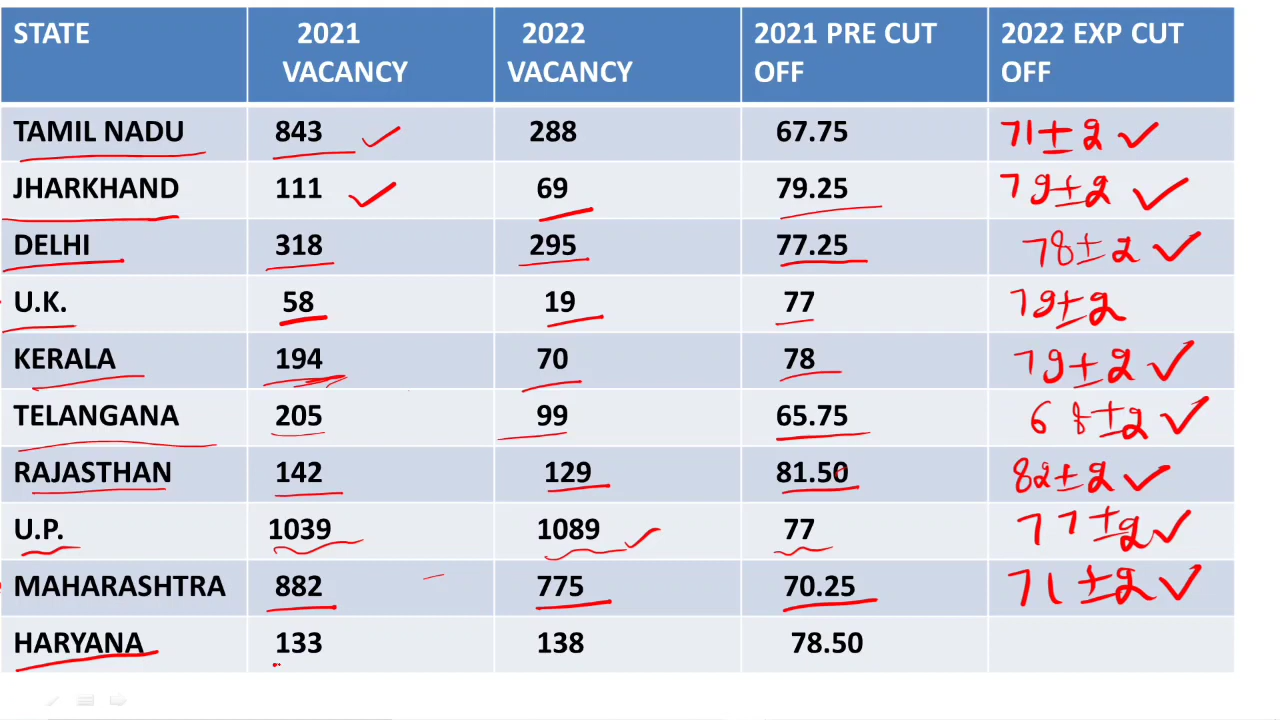 STATE 2021 VACANCY 2022 VACANCY 2021 PRE CUT OFF 2022 EXP CUT OFF
TAMIL NADU 843 288 67.75 71±2
JHARKHAND 111 69 79.25 79±2
DELHI 318 295 77.25 78±2
U.K. 58 19 77 79±2
KERALA 194 70 78 79±2
TELANGANA 205 99 65.75 68±2
RAJASTHAN 142 129 81.50 82±2
U.P. 1039 1089 77 77±2
MAHARASHTRA 882 775 70.25 71±2
HARYANA 133 138 78.50